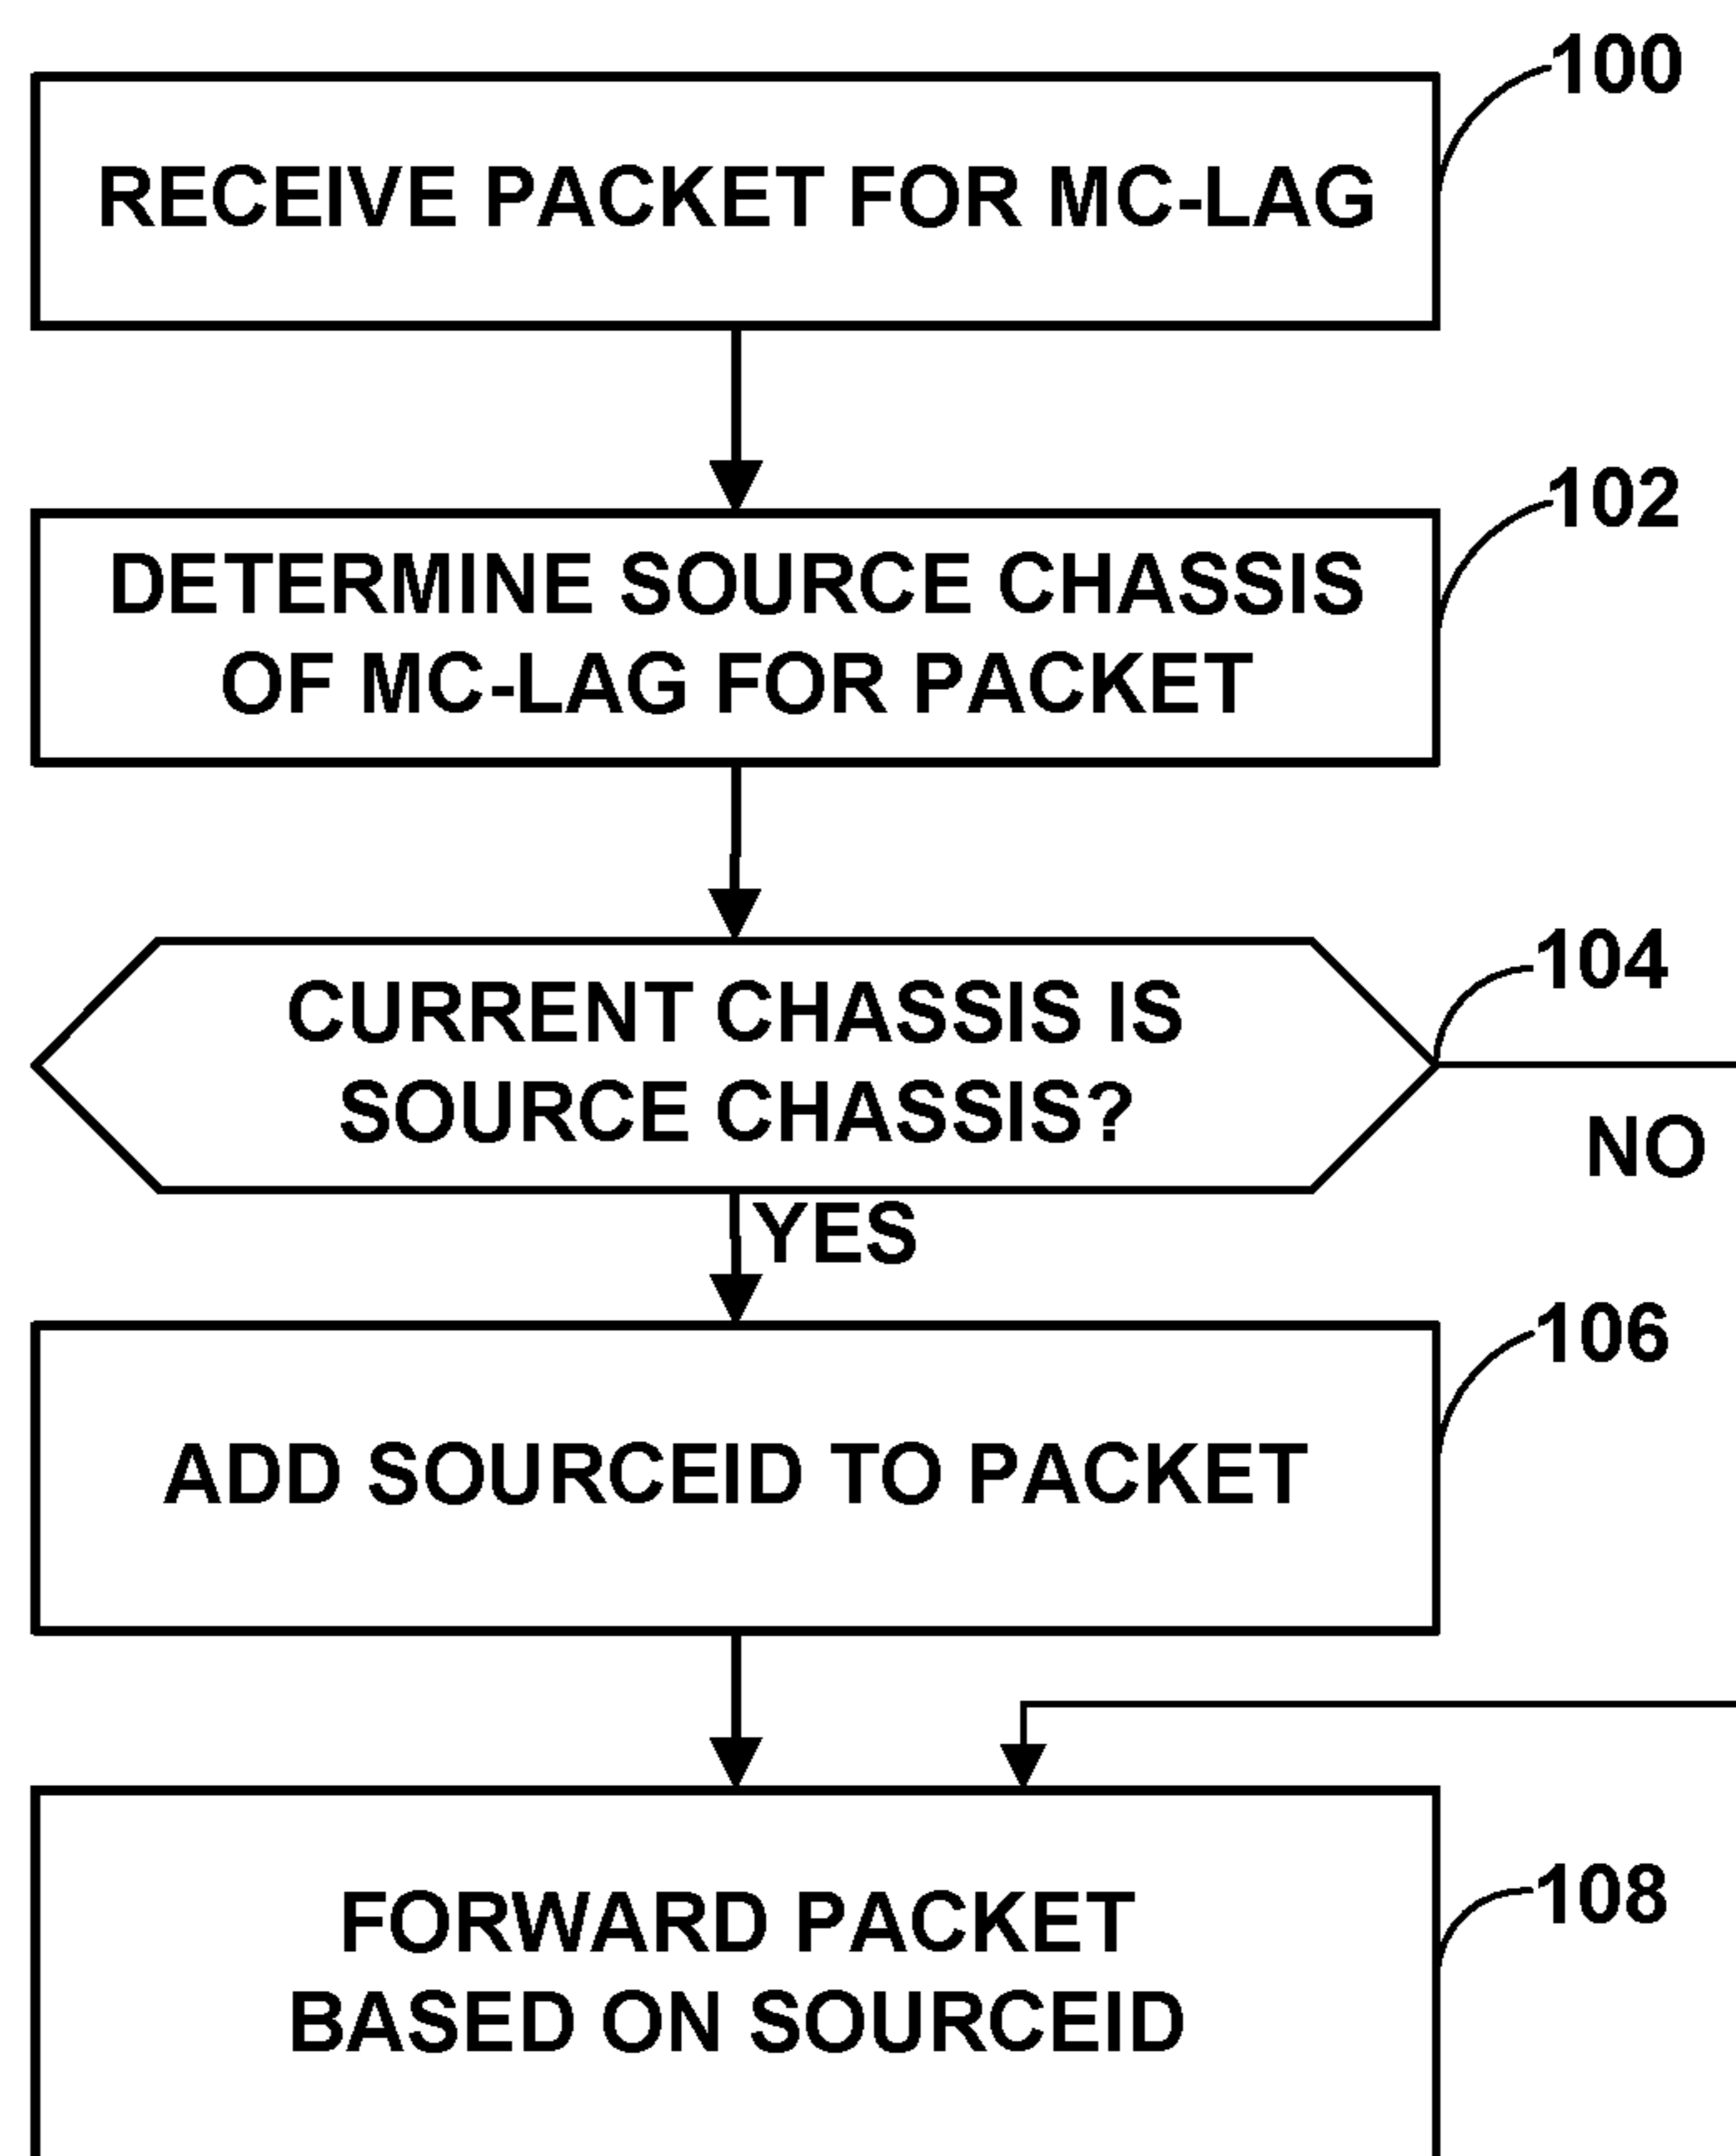 100
RECEIVE PACKET FOR MC-LAG
102
DETERMINE SOURCE CHASSIS
OF MC-LAG FOR PACKET
104
CURRENT CHASSIS IS
SOURCE CHASSIS?
NO
YES
106
ADD SOURCEID TO PACKET
108
FORWARD PACKET
BASED ON SOURCEID